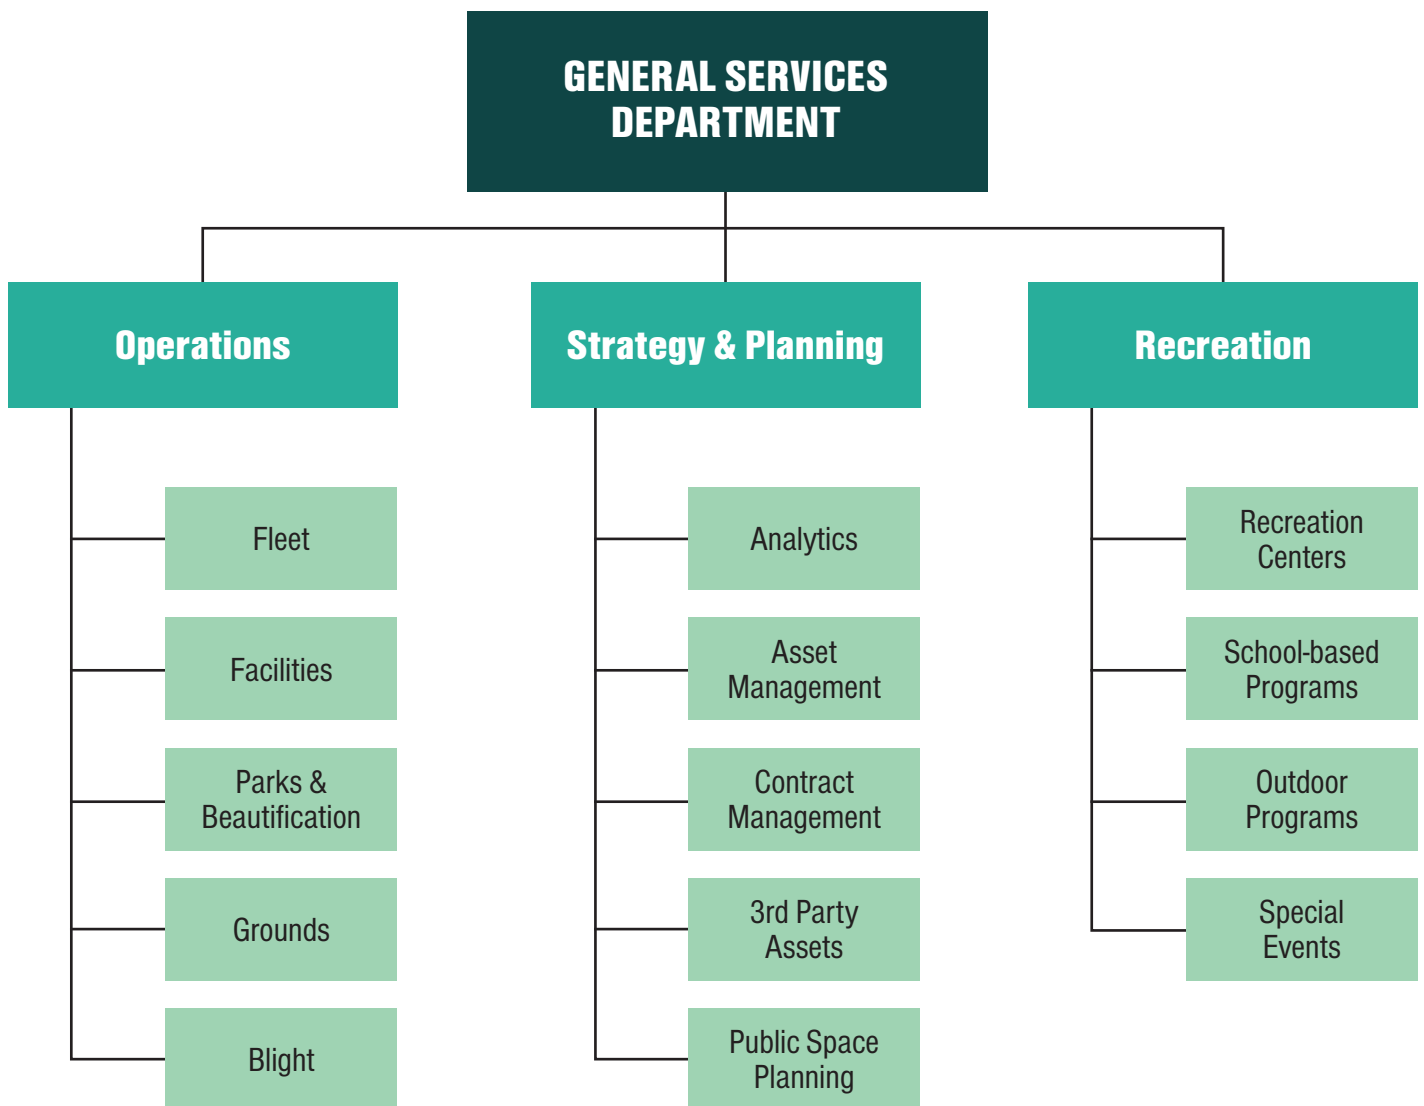 GENERAL SERVICES
DEPARTMENT
Operations
Strategy & Planning
Recreation
Fleet
Facilities
Parks &
Beautification
Grounds
Blight
Analytics
Asset
Management
Contract
Management
3rd Party
Assets
Public Space
Planning
Recreation
Centers
School-based
Programs
Outdoor
Programs
Special
Events